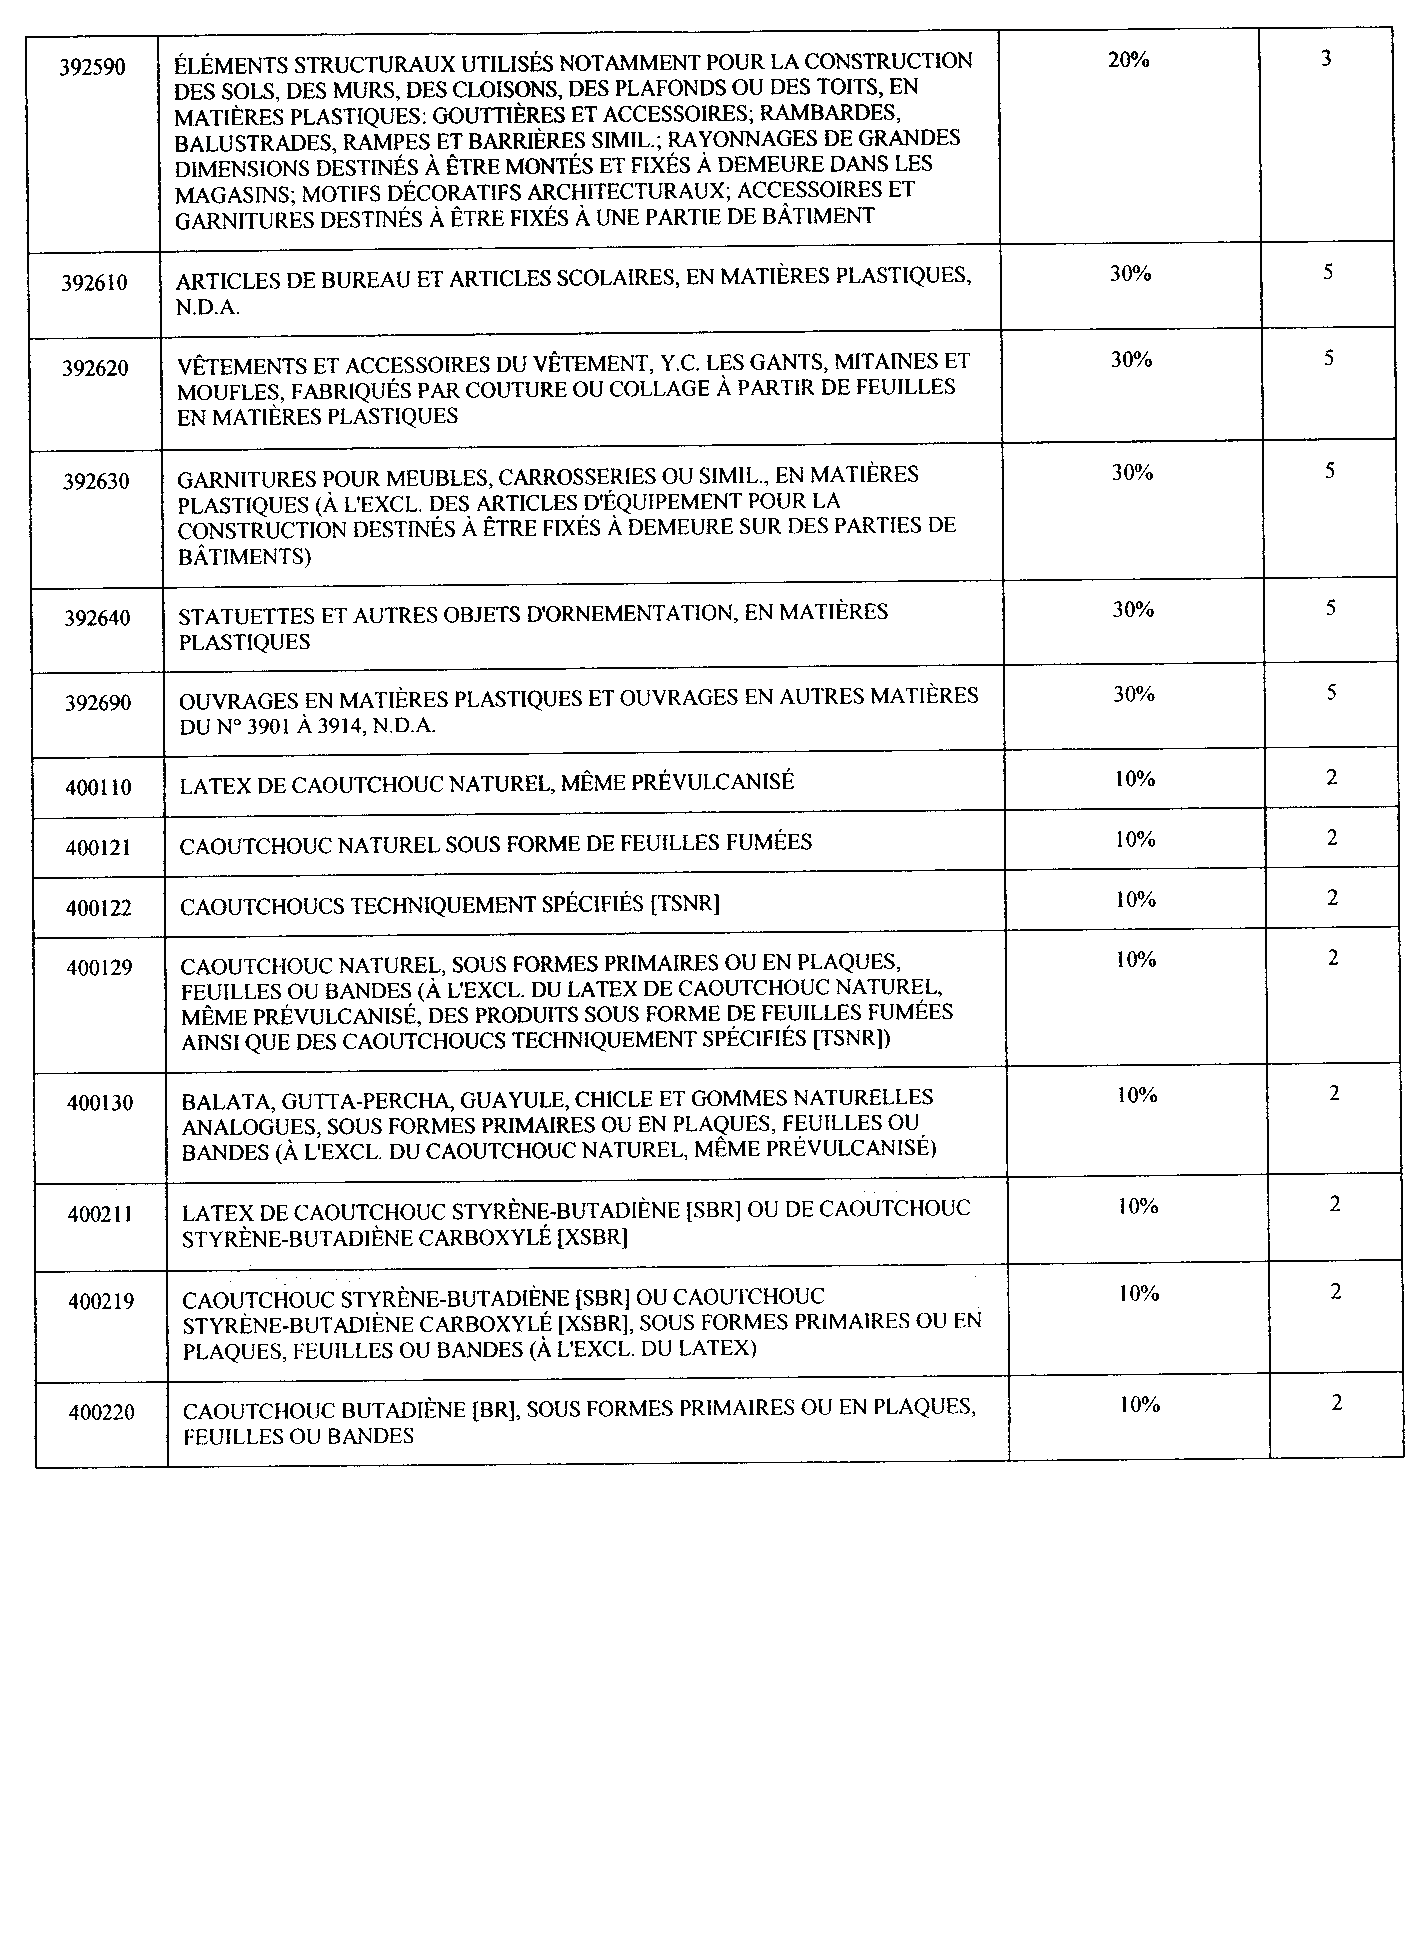 392590 ÉLÉMENTS STRUCTURAUX UTILISÉS NOTAMMENT POUR LA CONSTRUCTION 20% 3
DES SOLS, DES MURS, DES CLOISONS, DES PLAFONDS OU DES TOITS, EN
MATIÈRES PLASTIQUES: GOUTTIÈRES ET ACCESSOIRES; RAMBARDES,
BALUSTRADES, RAMPES ET BARRIÈRES SIMIL.; RAYONNAGES DE GRANDES
DIMENSIONS DESTINÉS À ÊTRE MONTÉS ET FIXÉS À DEMEURE DANS LES
MAGASINS; MOTIFS DÉCORATIFS ARCHITECTURAUX; ACCESSOIRES ET
GARNITURES DESTINÉS À ÊTRE FIXÉS À UNE PARTIE DE BÂTIMENT
392610 ARTICLES DE BUREAU ET ARTICLES SCOLAIRES, EN MATIÈRES PLASTIQUES, 30% 5
N.D.A.
392620 VÊTEMENTS ET ACCESSOIRES DU VÊTEMENT, Y.C. LES GANTS, MITAINES ET 30% 5
MOUFLES, FABRIQUÉS PAR COUTURE OU COLLAGE À PARTIR DE FEUILLES
EN MATIÈRES PLASTIQUES
392630 GARNITURES POUR MEUBLES, CARROSSERIES OU SIMIL., EN MATIÈRES 30% 5
PLASTIQUES (À L'EXCL. DES ARTICLES D'ÉQUIPEMENT POUR LA
CONSTRUCTION DESTINÉS À ÊTRE FIXÉS À DEMEURE SUR DES PARTIES DE
BÂTIMENTS)
392640 STATUETTES ET AUTRES OBJETS D'ORNEMENTATION, EN MATIÈRES 30% 5
PLASTIQUES
392690 OUVRAGES EN MATIÈRES PLASTIQUES ET OUVRAGES EN AUTRES MATIÈRES 30% 5
DU N° 3901 À 3914, N.D.A.
400110 LATEX DE CAOUTCHOUC NATUREL, MÊME PRÉVULCANISÉ 10% 2
400121 CAOUTCHOUC NATUREL SOUS FORME DE FEUILLES FUMÉES 10% 2
400122 CAOUTCHOUCS TECHNIQUEMENT SPÉCIFIÉS [TSNR] 10% 2
400129 CAOUTCHOUC NATUREL, SOUS FORMES PRIMAIRES OU EN PLAQUES, 10% 2
FEUILLES OU BANDES (À L'EXCL. DU LATEX DE CAOUTCHOUC NATUREL,
MÊME PRÉVULCANISÉ, DES PRODUITS SOUS FORME DE FEUILLES FUMÉES
AINSI QUE DES CAOUTCHOUCS TECHNIQUEMENT SPÉCIFIÉS [TSNR])
400130 BALATA, GUTTA-PERCHA, GUAYULE, CHICLE ET GOMMES NATURELLES 10% 2
ANALOGUES, SOUS FORMES PRIMAIRES OU EN PLAQUES, FEUILLES OU
BANDES (À L'EXCL. DU CAOUTCHOUC NATUREL, MÊME PRÉVULCANISÉ)
400211 LATEX DE CAOUTCHOUC STYRÈNE-BUTADIÈNE [SBR] OU DE CAOUTCHOUC 10% 2
STYRÈNE-BUTADIÈNE CARBOXYLÉ [XSBR]
400219 CAOUTCHOUC STYRÈNE-BUTADIÈNE [SBR] OU CAOUTCHOUC 10% 2
STYRÈNE-BUTADIÈNE CARBOXYLÉ [XSBR], SOUS FORMES PRIMAIRES OU EN
PLAQUES, FEUILLES OU BANDES (À L'EXCL. DU LATEX)
400220 CAOUTCHOUC BUTADIÈNE [BR], SOUS FORMES PRIMAIRES OU EN PLAQUES, 10% 2
FEUILLES OU BANDES